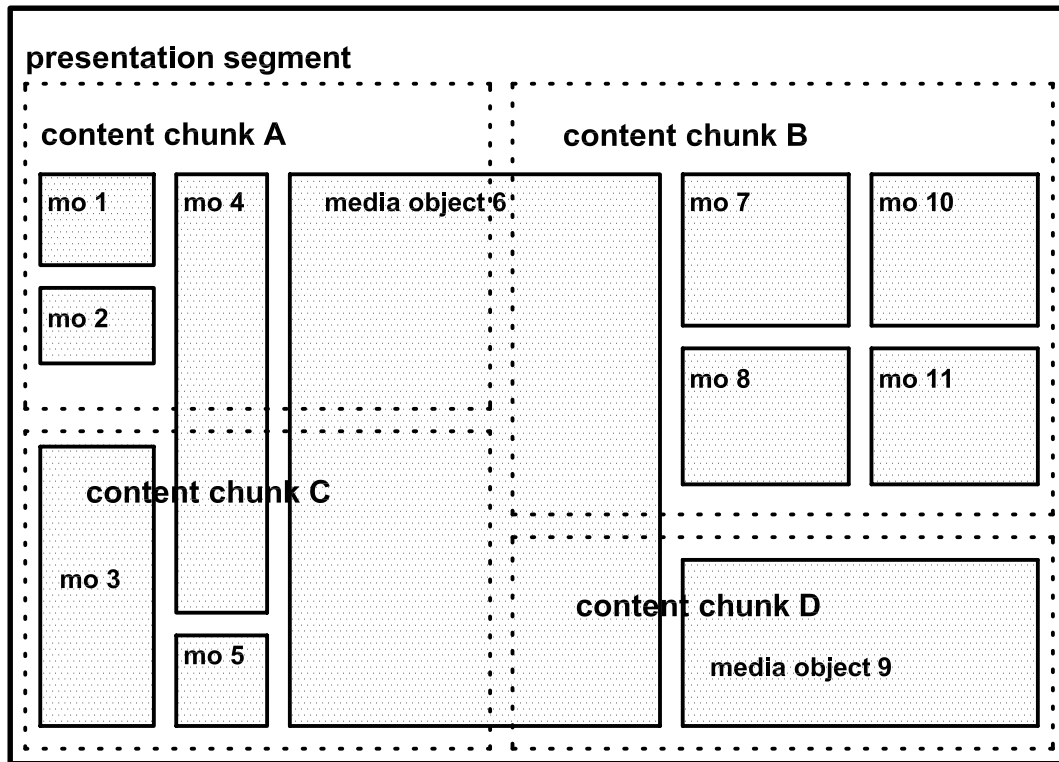 presentation segment
content chunk A
content chunk B
mo 1
mo 4
media object 6
mo 7
mo 10
mo 2
mo 8
mo 11
content chunk C
mo 3
content chunk D
mo 5
media object 9